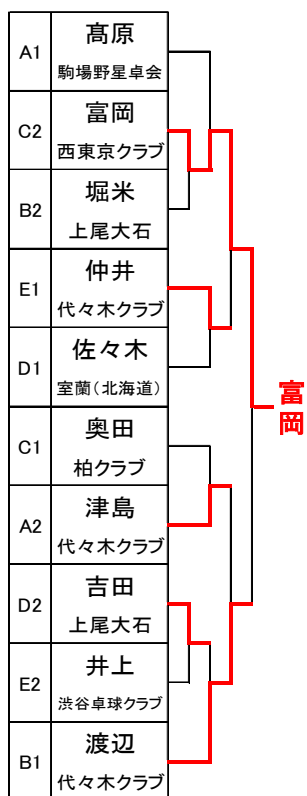 A1
髙原
駒場野星卓会
C2
富岡
西東京クラブ
B2
堀米
上尾大石
E1
仲井
代々木クラブ
D1
佐々木
室蘭(北海道)
C1
奥田
柏クラブ
A2
津島
代々木クラブ
D2
吉田
上尾大石
E2
井上
渋谷卓球クラブ
B1
渡辺
代々木クラブ
富岡